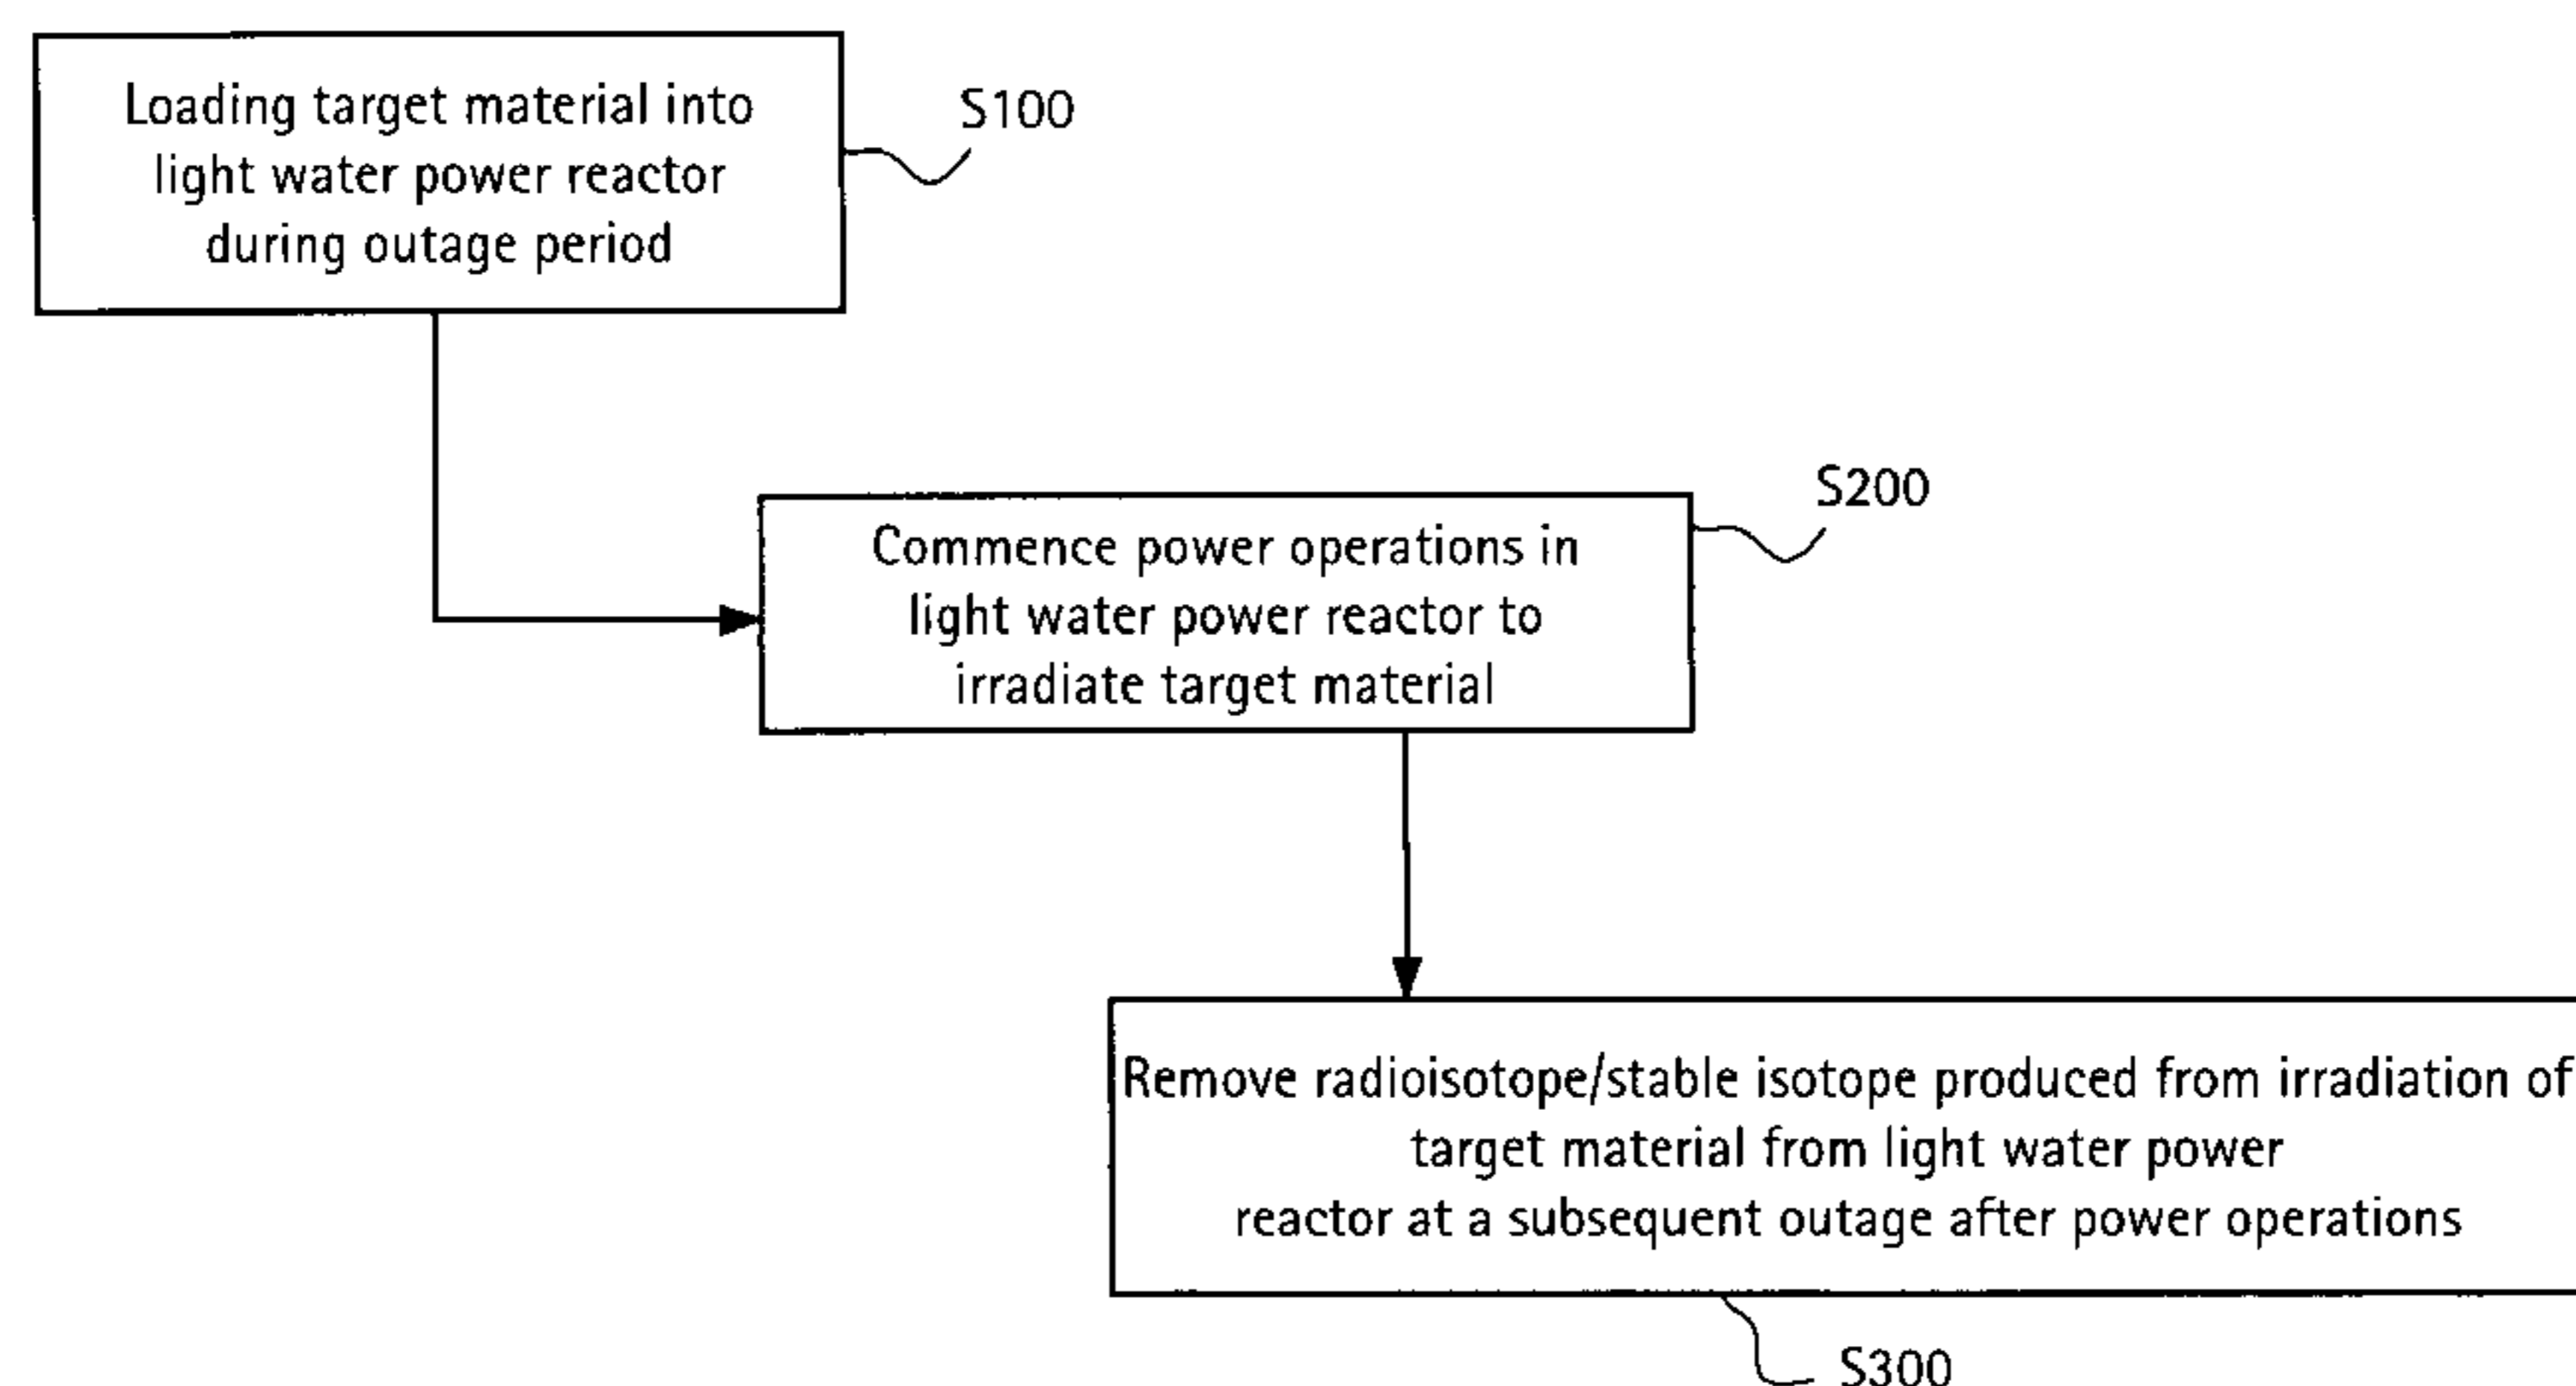 Loading target material into
light water power reactor
during outage period
S100
S200
Commence power operations in
light water power reactor to
irradiate target material
Remove radioisotope/stable isotope produced from irradiation of
target material from light water power
reactor at a subsequent outage after power operations
S300